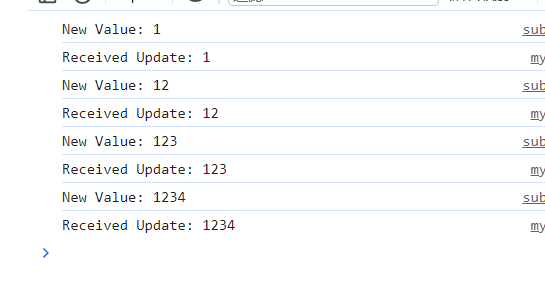 New Value: 1 sub
Received Update: 1 my
New Value: 12 sub
Received Update: 12 my
New Value: 123 sub
Received Update: 123 my
New Value: 1234 sub
Received Update: 1234 my